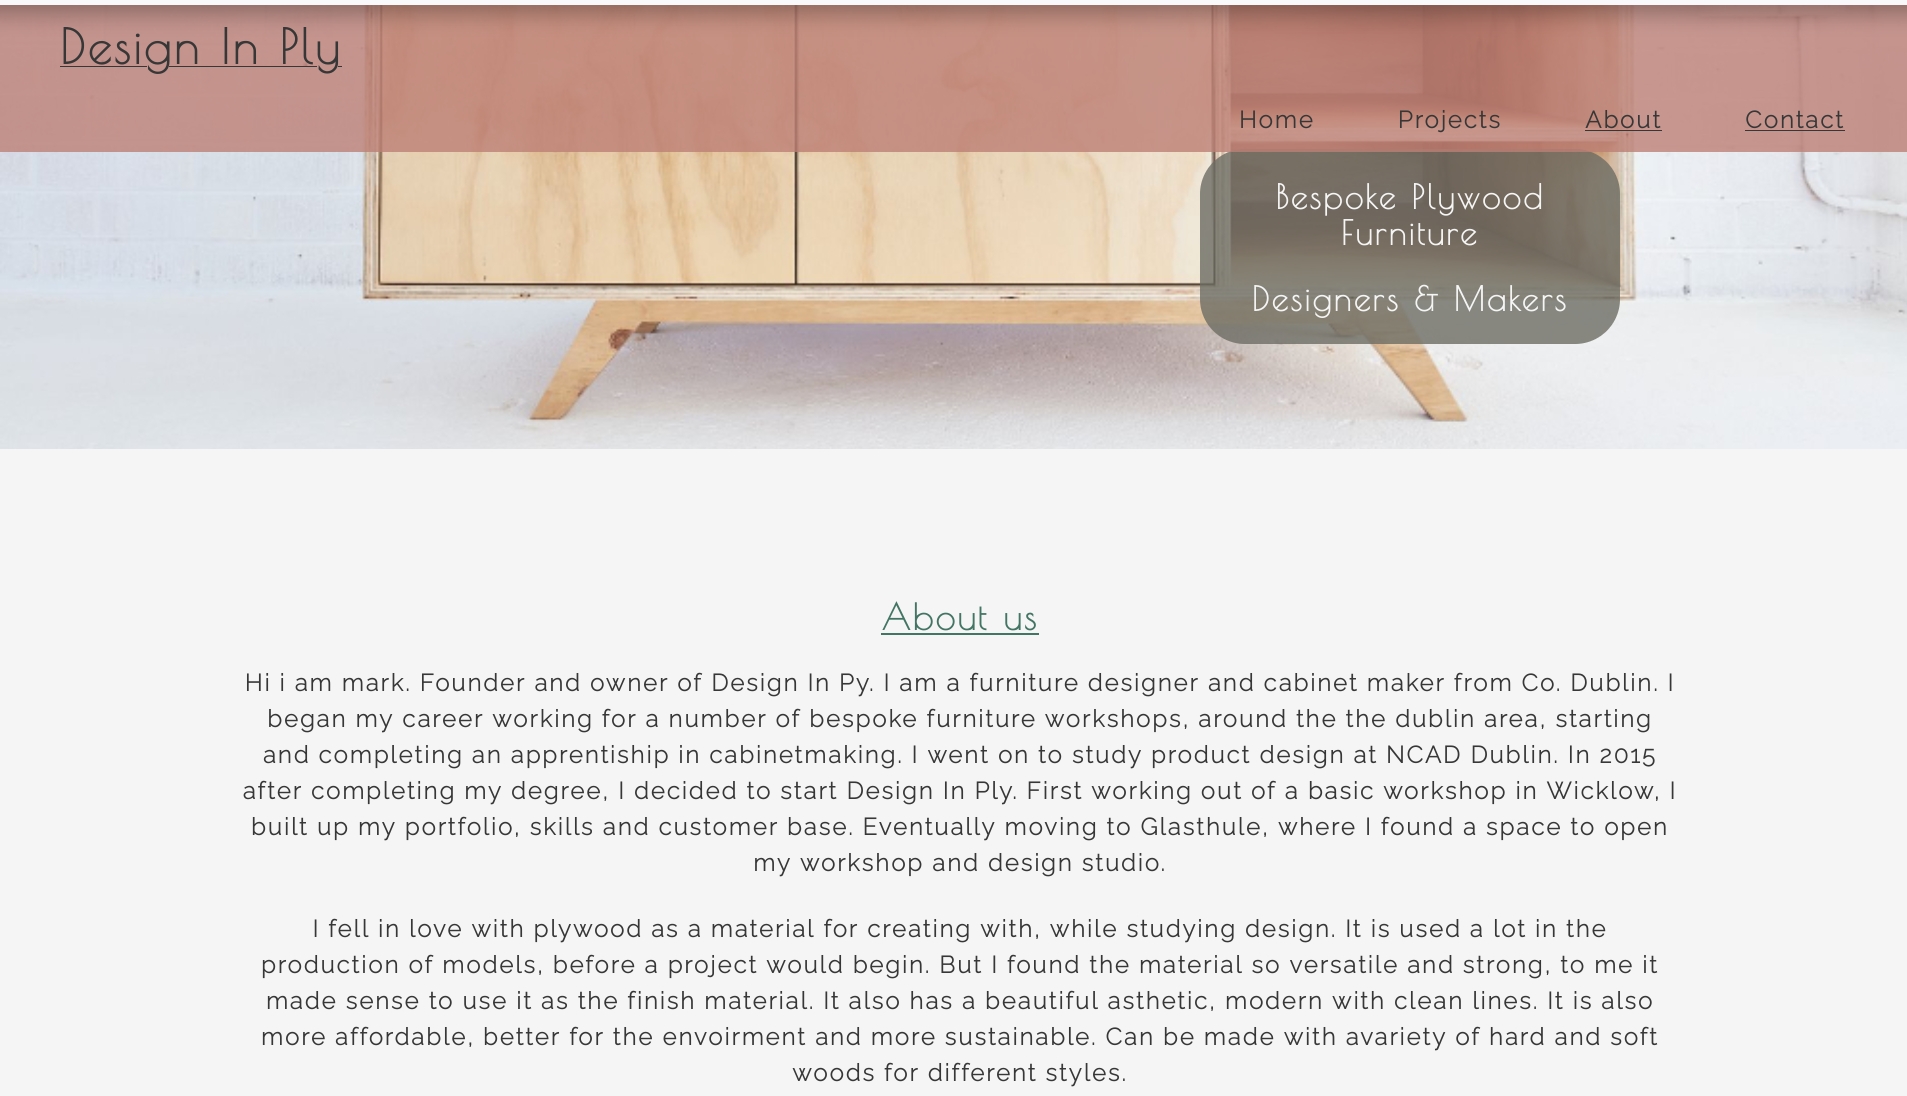 Design In Ply
Home Projects About Contact
Bespoke Plywood
Furniture
Designers & Makers
About us
Hi i am mark. Founder and owner of Design In Py. I am a furniture designer and cabinet maker from Co. Dublin. I
began my career working for a number of bespoke furniture workshops, around the the dublin area, starting
and completing an apprentiship in cabinetmaking. I went on to study product design at NCAD Dublin. In 2015
after completing my degree, I decided to start Design In Ply. First working out of a basic workshop in Wicklow, I
built up my portfolio, skills and customer base. Eventually moving to Glasthule, where I found a space to open
my workshop and design studio.
I fell in love with plywood as a material for creating with, while studying design. It is used a lot in the
production of models, before a project would begin. But I found the material so versatile and strong, to me it
made sense to use it as the finish material. It also has a beautiful asthetic, modern with clean lines. It is also
more affordable, better for the envoirment and more sustainable. Can be made with avariety of hard and soft
woods for different styles.